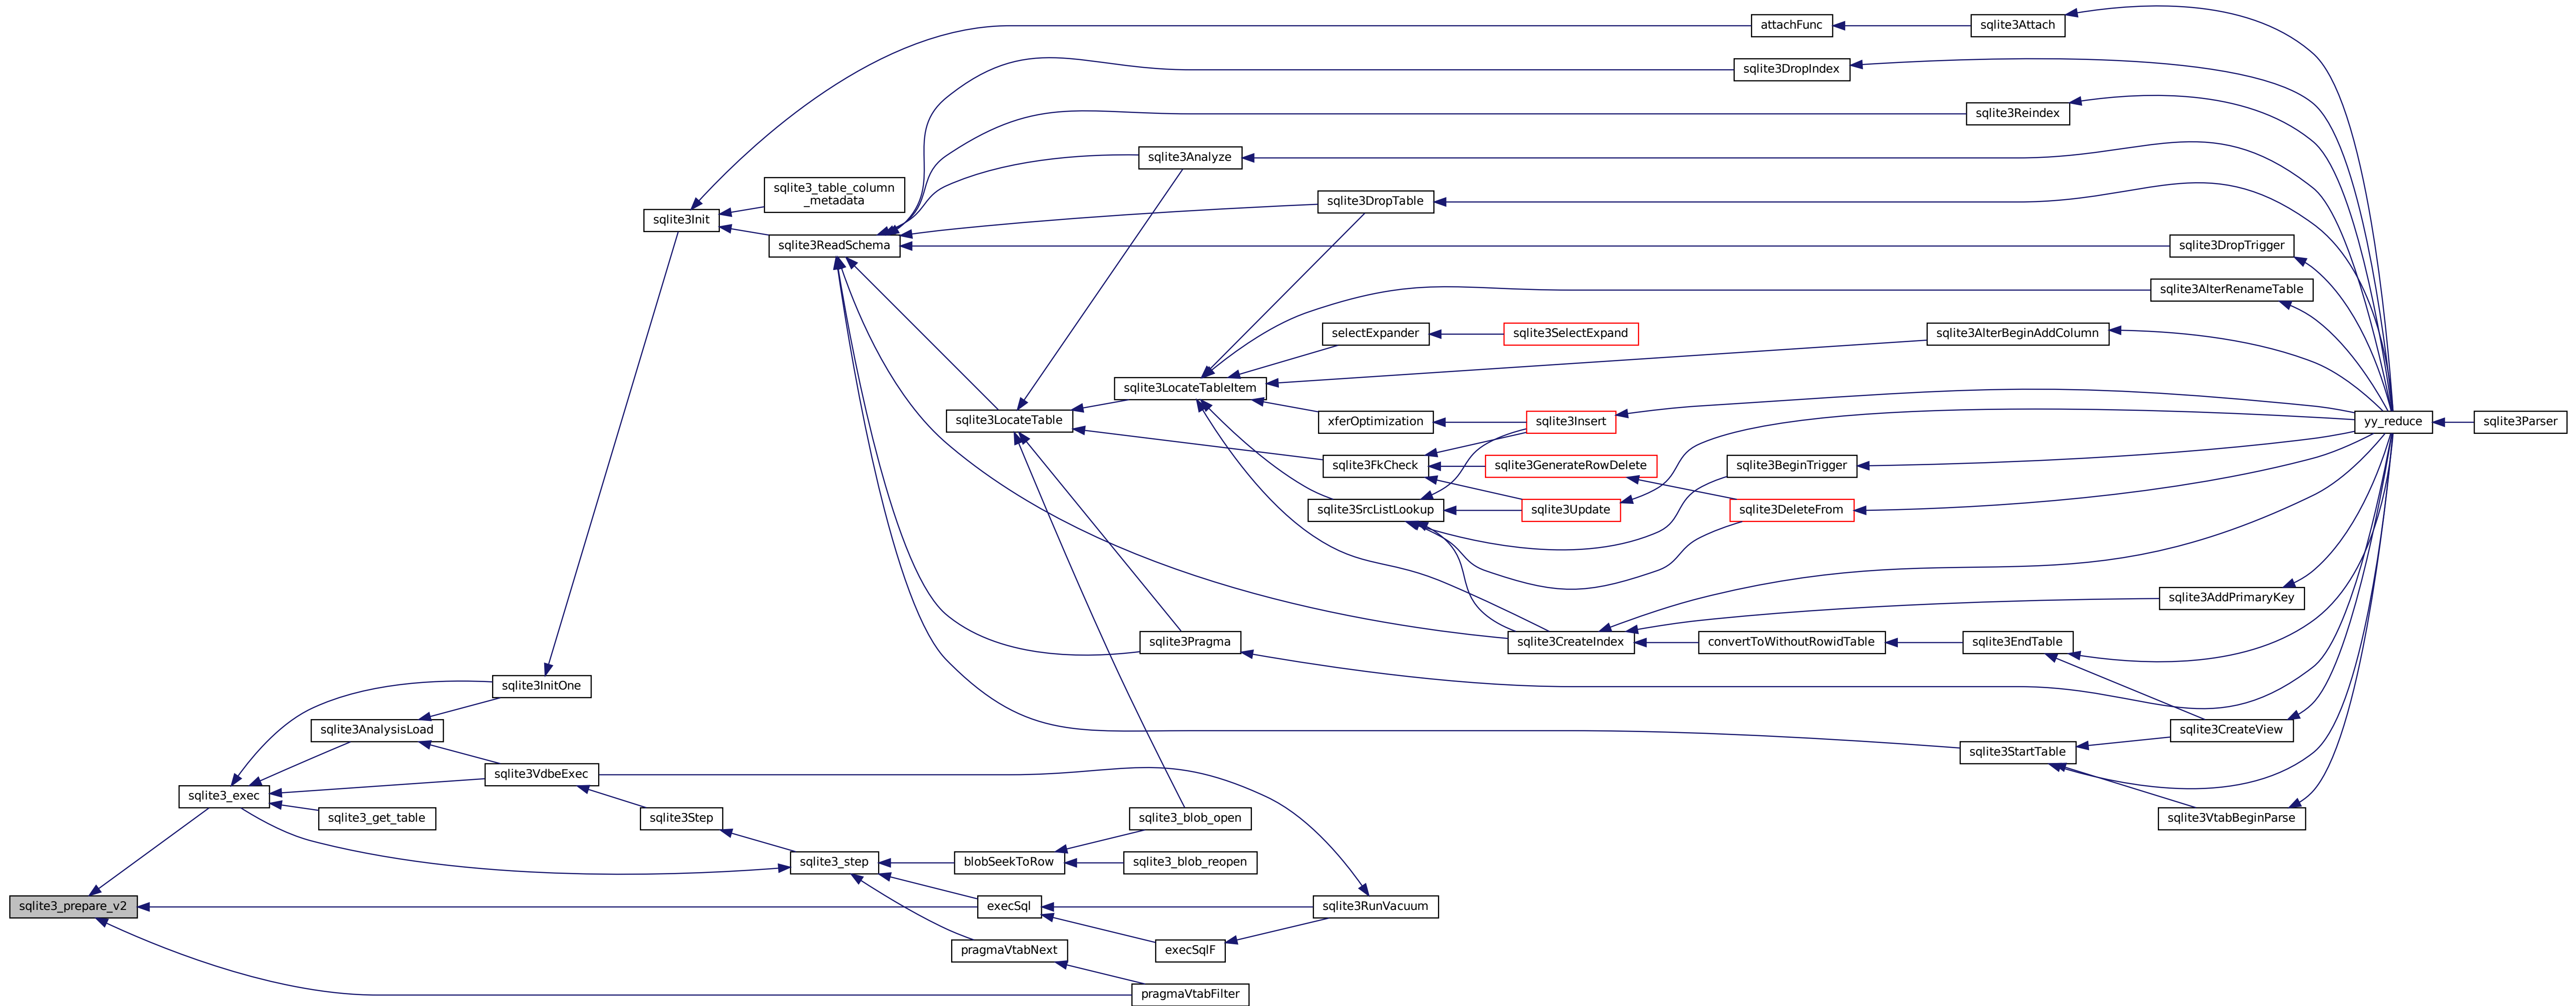 attachFunc
sqlite3Attach
sqlite3DropIndex
sqlite3Reindex
sqlite3Analyze
sqlite3_table_column
_metadata
sqlite3DropTable
sqlite3Init
sqlite3ReadSchema
sqlite3DropTrigger
sqlite3AlterRenameTable
selectExpander
sqlite3SelectExpand
sqlite3AlterBeginAddColumn
sqlite3LocateTableItem
sqlite3LocateTable
xferOptimization
sqlite3Insert
yy_reduce
sqlite3Parser
sqlite3FkCheck
sqlite3GenerateRowDelete
sqlite3BeginTrigger
sqlite3SrcListLookup
sqlite3Update
sqlite3DeleteFrom
sqlite3AddPrimaryKey
sqlite3Pragma
sqlite3CreateIndex
convertToWithoutRowidTable
sqlite3EndTable
sqlite3InitOne
sqlite3AnalysisLoad
sqlite3CreateView
sqlite3StartTable
sqlite3VdbeExec
sqlite3_exec
sqlite3_get_table
sqlite3Step
sqlite3_blob_open
sqlite3VtabBeginParse
sqlite3_step
blobSeekToRow
sqlite3_blob_reopen
sqlite3_prepare_v2
execSql
sqlite3RunVacuum
pragmaVtabNext
execSqlF
pragmaVtabFilter